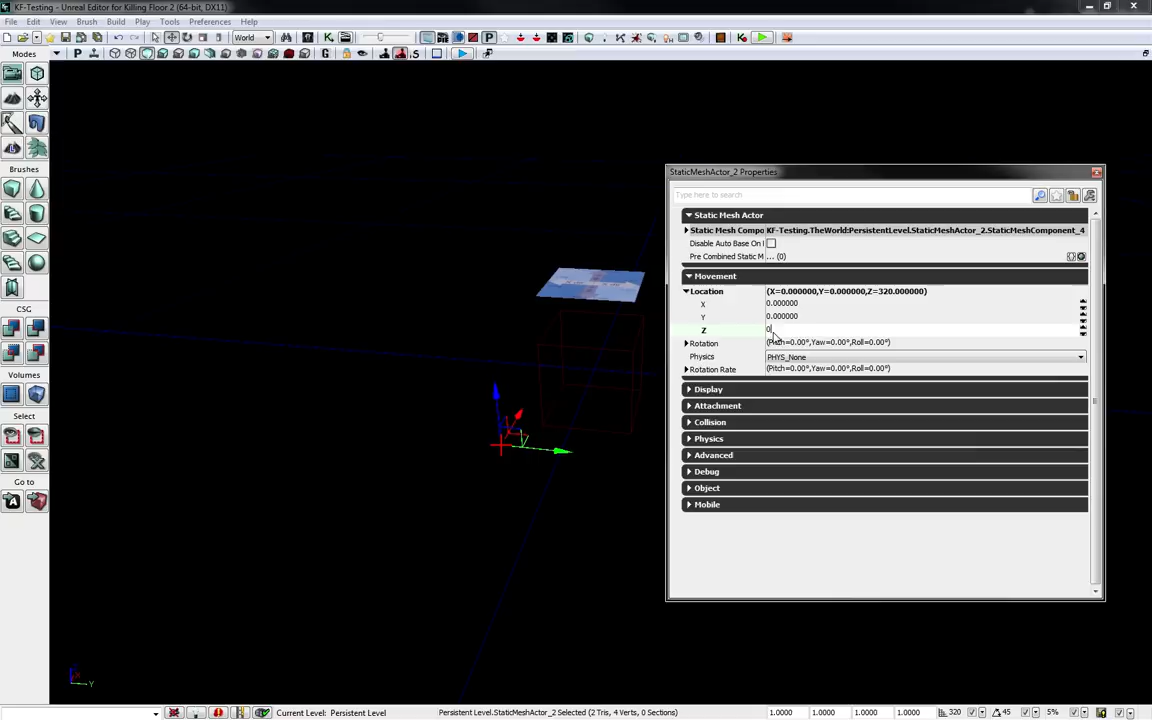 KF-Testing - Unreal Editor for Killing Floor 2 (64-bit, DX11)
File Edit View Brush Build Play Tools Preferences Help
World
Modes
P G S
Brushes
CSG
Volumes
Select
Go to
StaticMeshActor_2 Properties
Type here to search
Static Mesh Actor
Static Mesh Compo KF-Testing.TheWorld:PersistentLevel.StaticMeshActor_2.StaticMeshComponent_4
Disable Auto Base On I
Pre Combined Static M ... (0)
Movement
Location (X=0.000000,Y=0.000000,Z=320.000000)
X 0.000000
Y 0.000000
Z 0
Rotation (Pitch=0.00°,Yaw=0.00°,Roll=0.00°)
Physics PHYS_None
Rotation Rate (Pitch=0.00°,Yaw=0.00°,Roll=0.00°)
Display
Attachment
Collision
Physics
Advanced
Debug
Object
Mobile
Y
Current Level: Persistent Level Persistent Level.StaticMeshActor_2 Selected (2 Tris, 4 Verts, 0 Sections) 1.0000 1.0000 1.0000 1.0000 320 45 5%